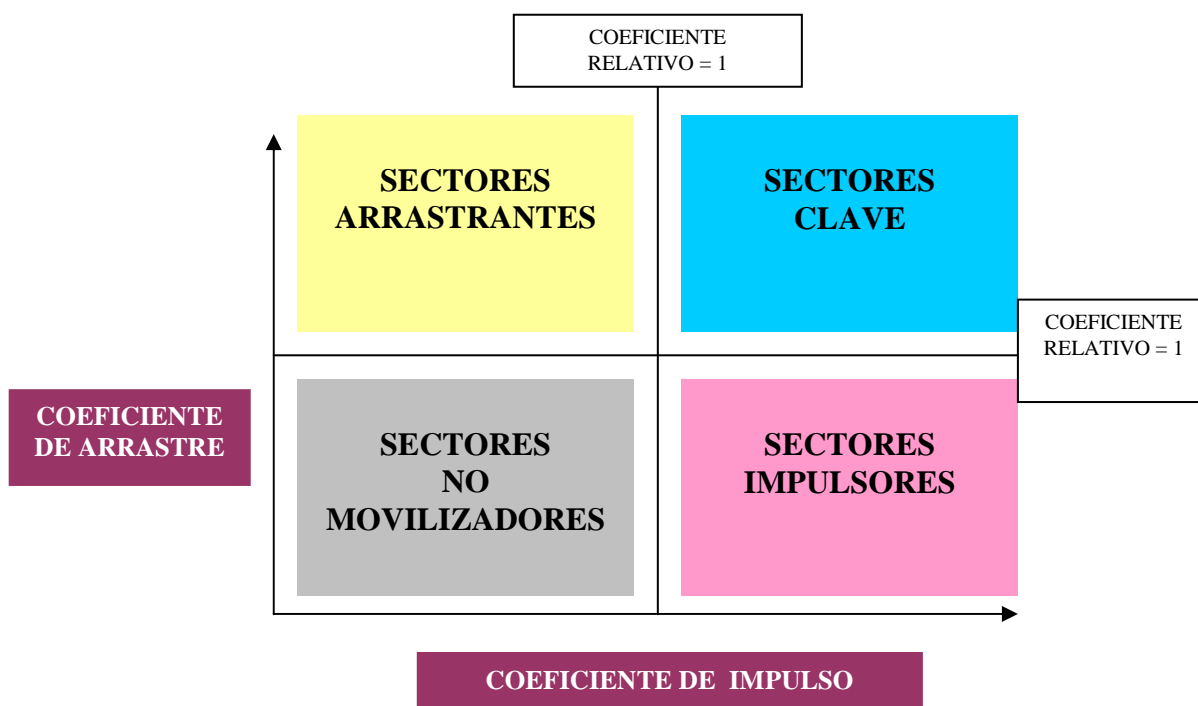 COEFICIENTE
RELATIVO = 1
SECTORES
ARRASTRANTES
SECTORES
CLAVE
COEFICIENTE
RELATIVO = 1
COEFICIENTE
DE ARRASTRE
SECTORES
NO
MOVILIZADORES
SECTORES
IMPULSORES
COEFICIENTE DE IMPULSO